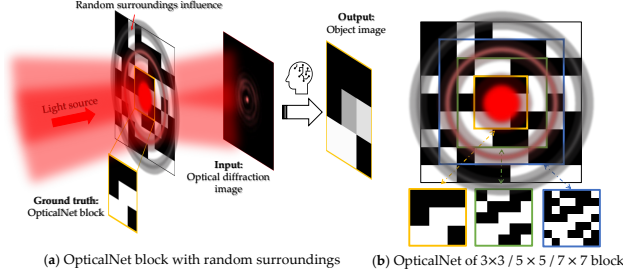 Random surroundings influence
Light source
Ground truth:
OpticalNet block
Input:
Optical diffraction
image
Output:
Object image
(a) OpticalNet block with random surroundings
(b) OpticalNet of 3×3 / 5 × 5 / 7 × 7 block